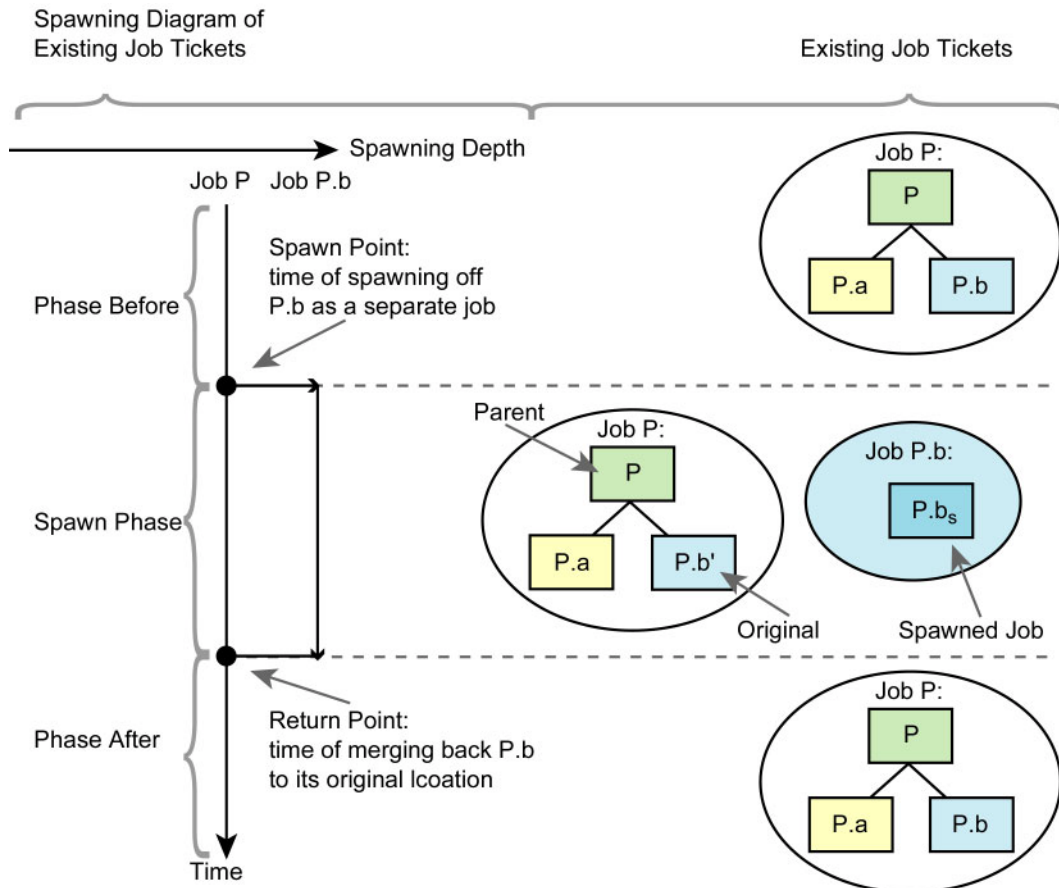 Spawning Diagram of
Existing Job Tickets
Existing Job Tickets
Spawning Depth
Job P
Job P.b
Job P:
P
P.a
P.b
Spawn Point:
time of spawning off
P.b as a separate job
Phase Before
Parent
Job P:
P
P.a
P.b'
Original
Job P.b:
P.bs
Spawned Job
Spawn Phase
Return Point:
time of merging back P.b
to its original lcoation
Phase After
Job P:
P
P.a
P.b
Time